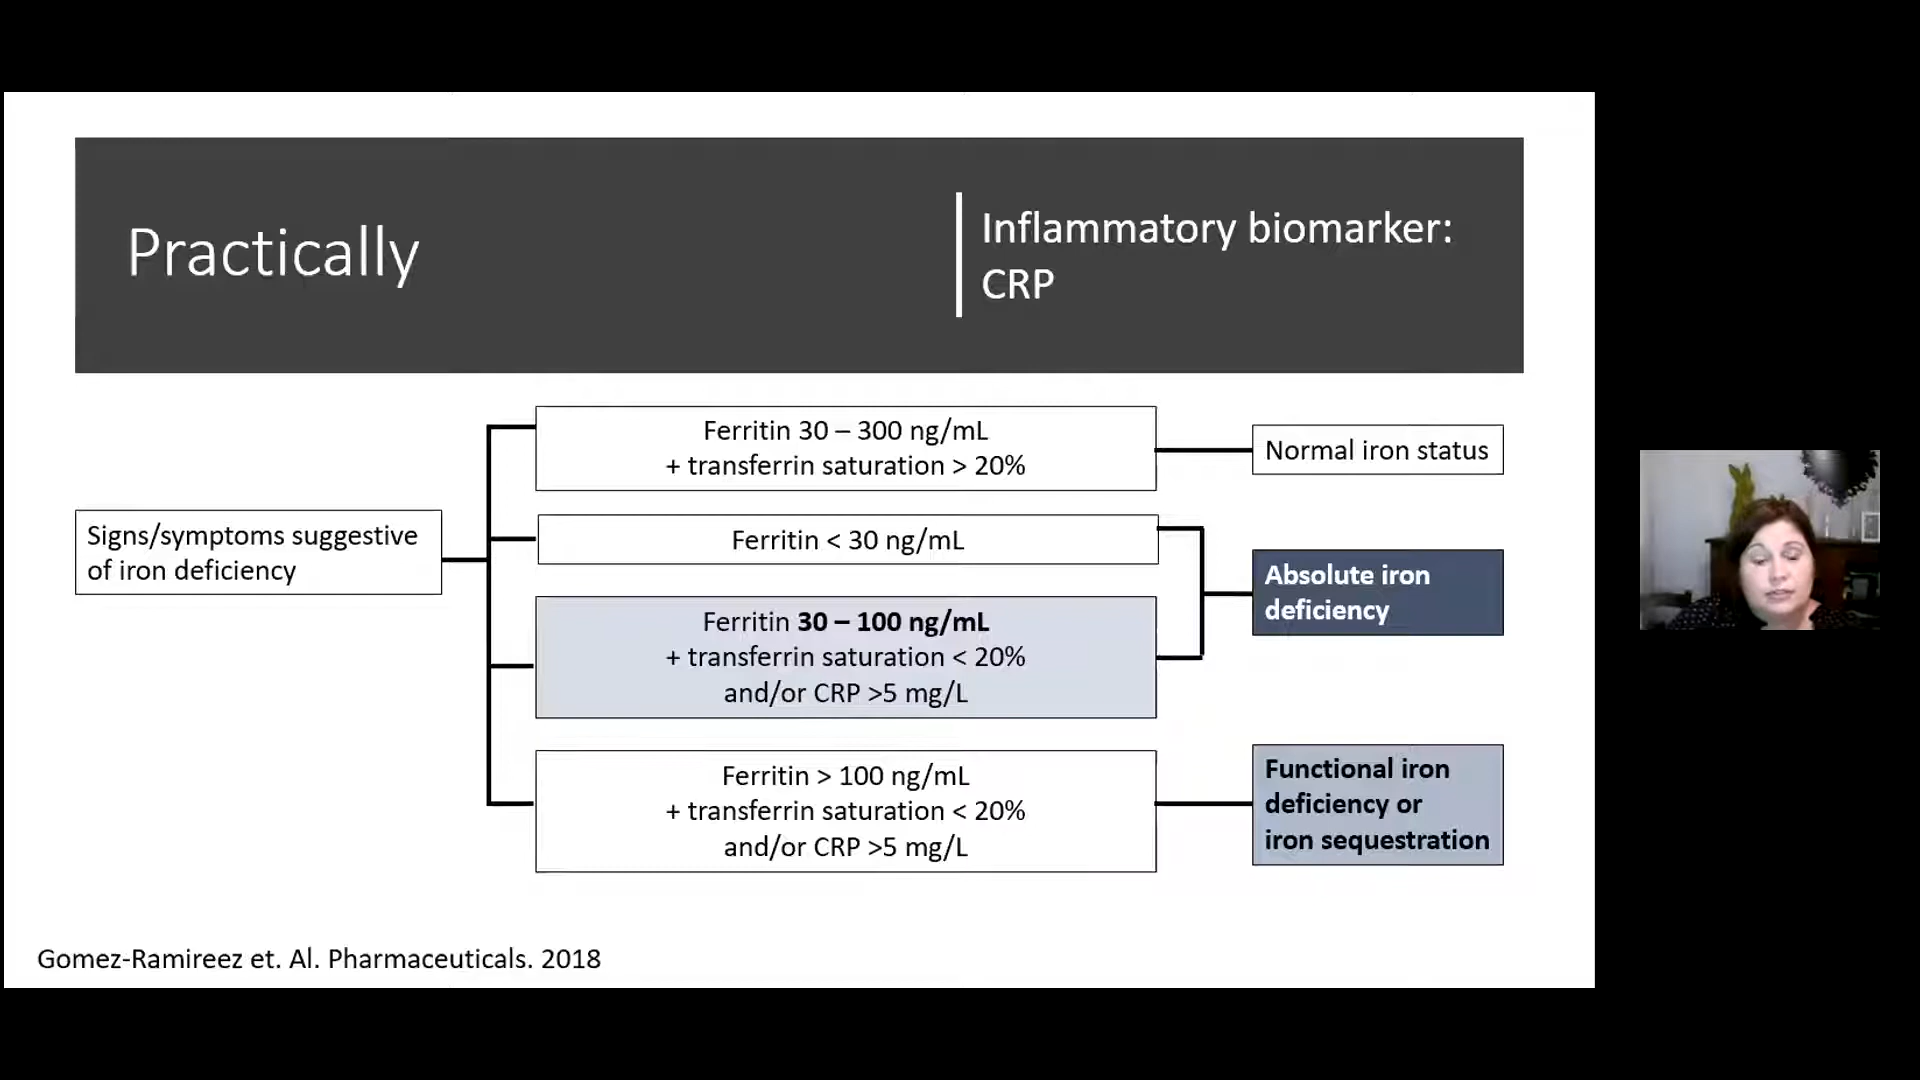 Practically
Inflammatory biomarker:
CRP
Signs/symptoms suggestive
of iron deficiency
Ferritin 30 – 300 ng/mL
+ transferrin saturation > 20%
Normal iron status
Ferritin < 30 ng/mL
Ferritin 30 – 100 ng/mL
+ transferrin saturation < 20%
and/or CRP >5 mg/L
Absolute iron
deficiency
Ferritin > 100 ng/mL
+ transferrin saturation < 20%
and/or CRP >5 mg/L
Functional iron
deficiency or
iron sequestration
Gomez-Ramireez et. Al. Pharmaceuticals. 2018